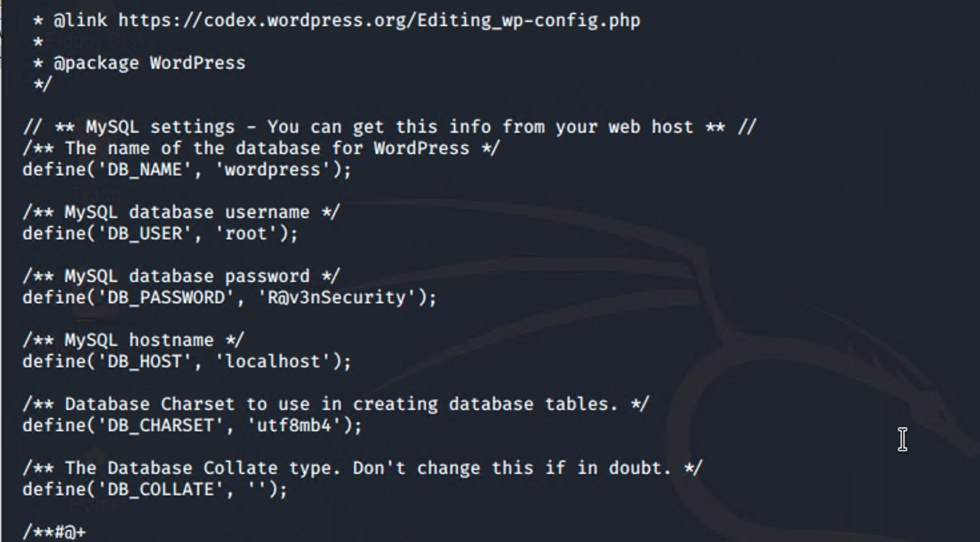 * @link https://codex.wordpress.org/Editing_wp-config.php
*
* @package WordPress
*/
// ** MySQL settings - You can get this info from your web host ** //
/** The name of the database for WordPress */
define('DB_NAME', 'wordpress');
/** MySQL database username */
define('DB_USER', 'root');
/** MySQL database password */
define('DB_PASSWORD', 'R@v3nSecurity');
/** MySQL hostname */
define('DB_HOST', 'localhost');
/** Database Charset to use in creating database tables. */
define('DB_CHARSET', 'utf8mb4');
/** The Database Collate type. Don't change this if in doubt. */
define('DB_COLLATE', '');
/**#@+